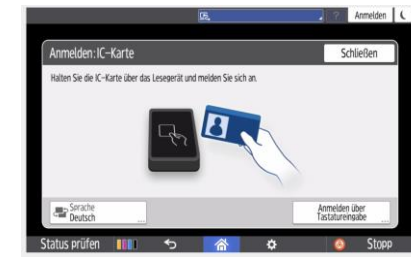 Anmelden
Anmelden:IC-Karte
Schließen
Halten Sie die IC-Karte über das Lesegerät und melden Sie sich an.
Sprache
Deutsch
Anmelden über
Tastatureingabe
Status prüfen
Stopp